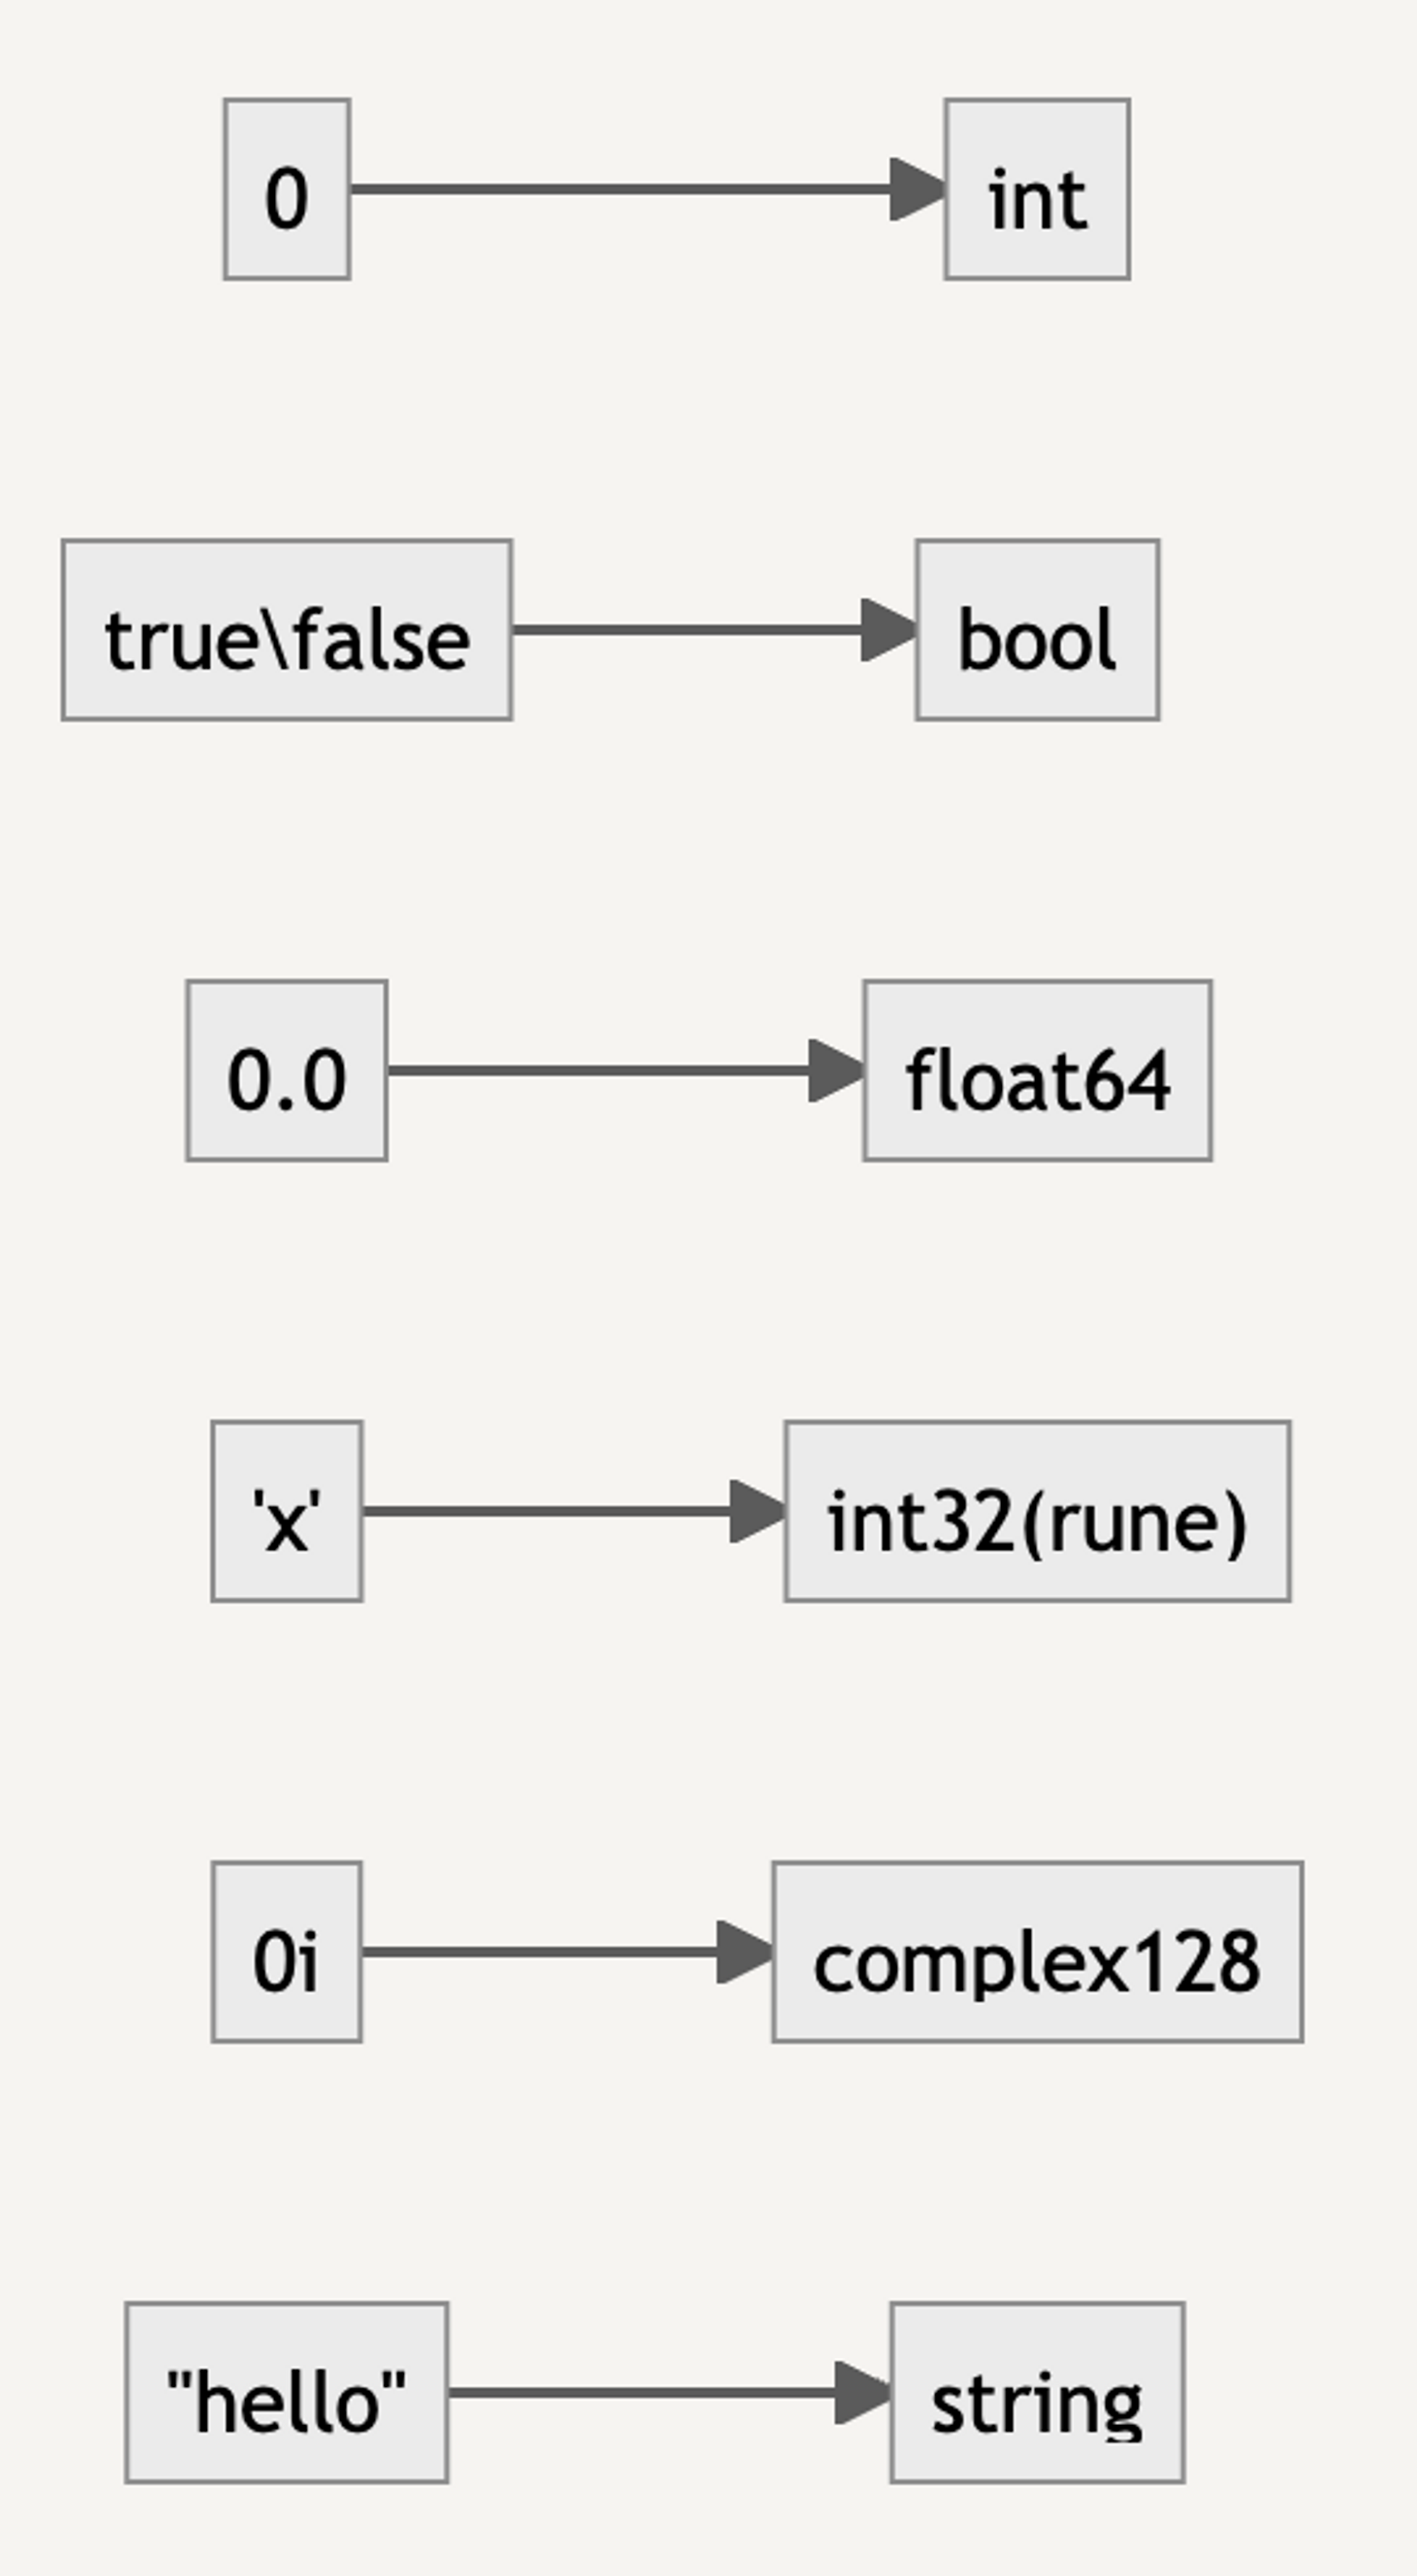 0 int
true\false bool
0.0 float64
'x' int32(rune)
0i complex128
"hello" string